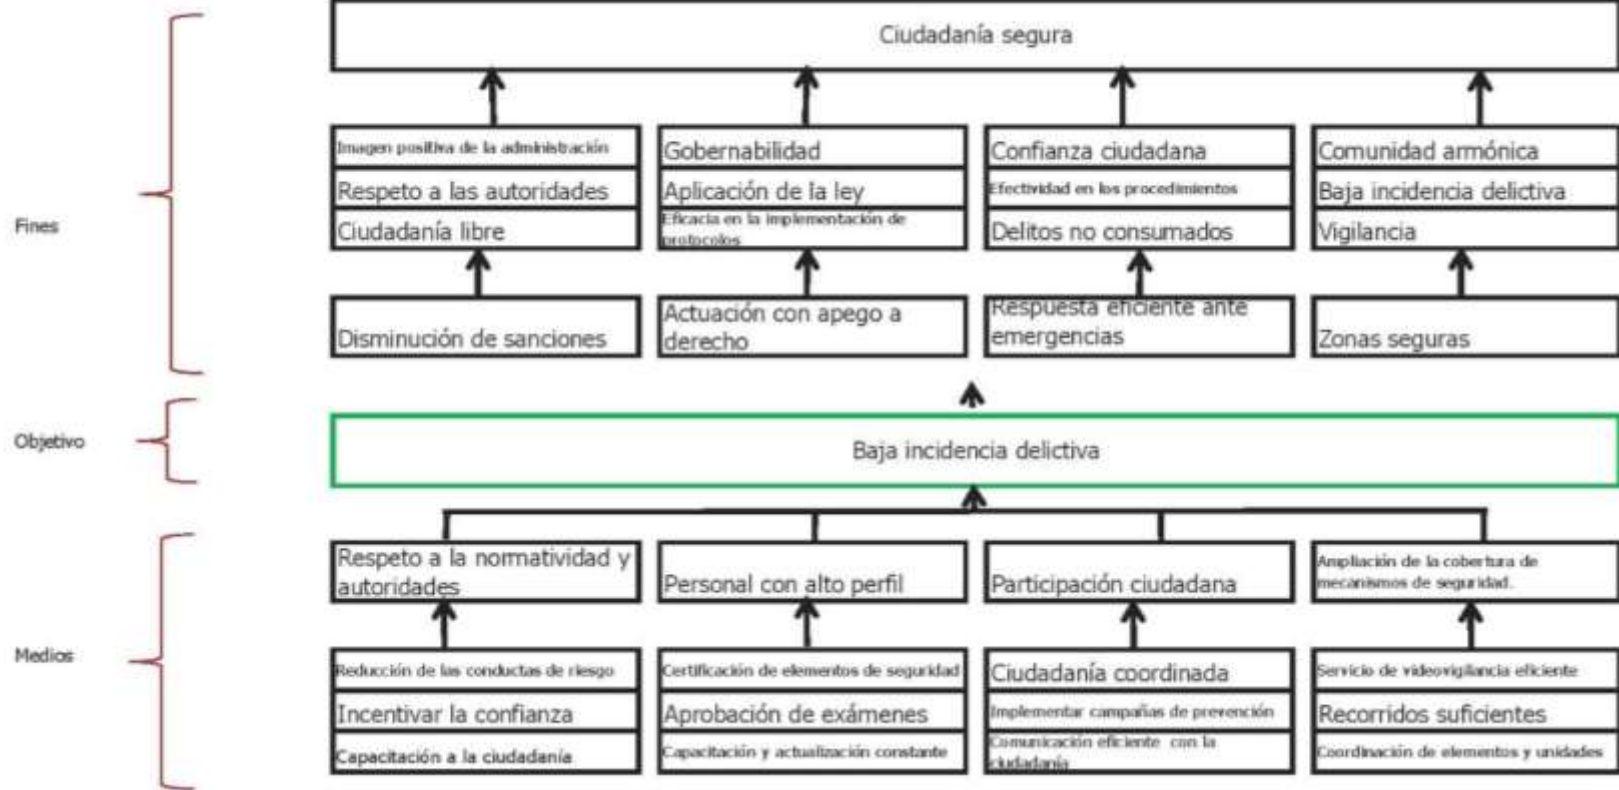 Ciudadanía segura
Imagen positiva de la administración
Gobernabilidad
Confianza ciudadana
Comunidad armónica
Respeto a las autoridades
Aplicación de la ley
Efectividad en los procedimientos
Baja incidencia delictiva
Fines
Ciudadanía libre
Eficacia en la implementación de
protocolos
Delitos no consumados
Vigilancia
Disminución de sanciones
Actuación con apego a
derecho
Respuesta eficiente ante
emergencias
Zonas seguras
Objetivo
Baja incidencia delictiva
Respeto a la normatividad y
autoridades
Personal con alto perfil
Participación ciudadana
Ampliación de la cobertura de
mecanismos de seguridad.
Medios
Reducción de las conductas de riesgo
Certificación de elementos de seguridad
Ciudadanía coordinada
Servicio de videovigilancia eficiente
Incentivar la confianza
Aprobación de exámenes
Implementar campañas de prevención
Recorridos suficientes
Capacitación a la ciudadanía
Capacitación y actualización constante
Comunicación eficiente con la
ciudadanía
Coordinación de elementos y unidades